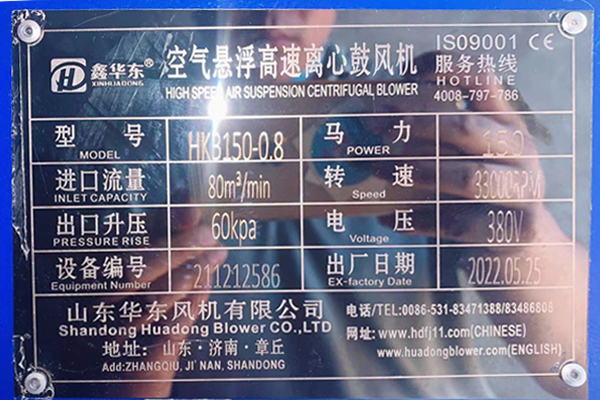 鑫华东
XINHUADONG
空气悬浮高速离心鼓风机
HIGH SPEED AIR SUSPENSION CENTRIFUGAL BLOWER
ISO9001 CE
服务热线
HOTLINE
4008-797-786
型号 HKB150-0.8 马力 150
MODEL POWER
进口流量 80m³/min 转速 33000RPM
INLET CAPACITY Speed
出口升压 60kpa 电压 380V
PRESSURE RISE Voltage
设备编号 211212586 出厂日期 2022.05.25
Equipment Number EX-factory Date
山东华东风机有限公司
Shandong Huadong Blower CO.,LTD
地址: 山东·济南·章丘
Add:ZHANGQIU, JI' NAN, SHANDONG
电话/TEL:0086-531-83471388/83486808
网址: www.hdfj11.com(CHINESE)
www.huadongblower.com(ENGLISH)